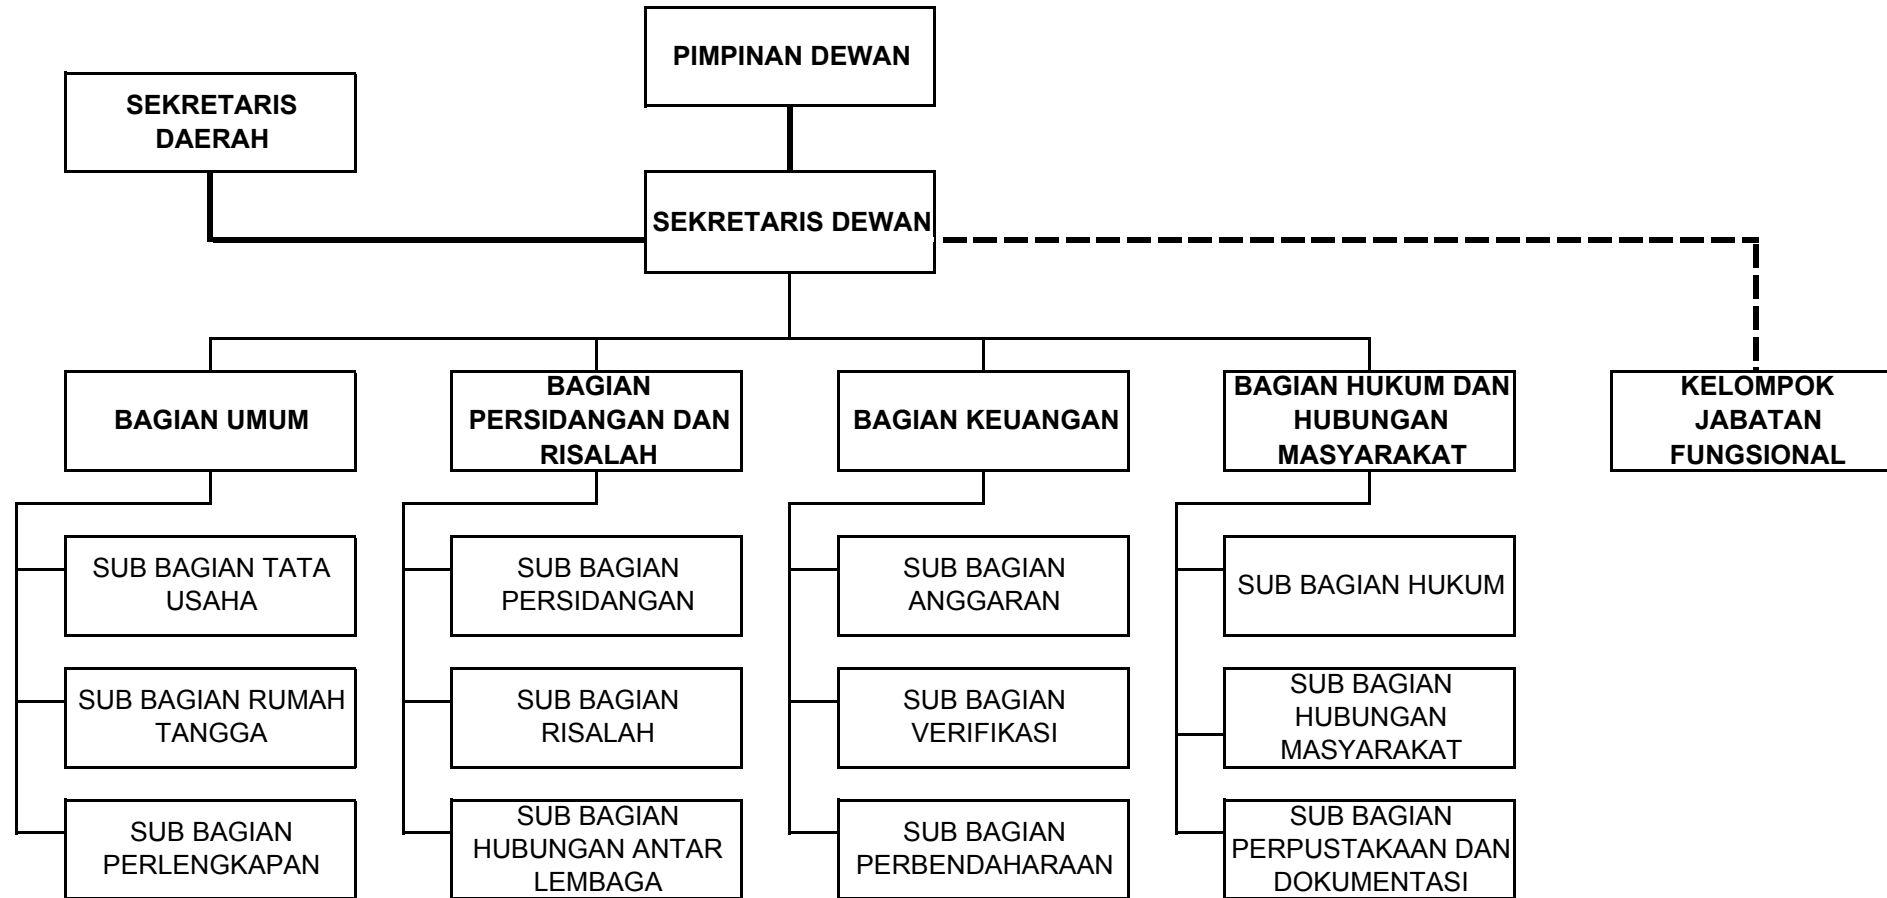 PIMPINAN DEWAN
SEKRETARIS
DAERAH
SEKRETARIS DEWAN
BAGIAN UMUM
BAGIAN
PERSIDANGAN DAN
RISALAH
BAGIAN KEUANGAN
BAGIAN HUKUM DAN
HUBUNGAN
MASYARAKAT
KELOMPOK
JABATAN
FUNGSIONAL
SUB BAGIAN TATA
USAHA
SUB BAGIAN
PERSIDANGAN
SUB BAGIAN
ANGGARAN
SUB BAGIAN HUKUM
SUB BAGIAN RUMAH
TANGGA
SUB BAGIAN
RISALAH
SUB BAGIAN
VERIFIKASI
SUB BAGIAN
HUBUNGAN
MASYARAKAT
SUB BAGIAN
PERLENGKAPAN
SUB BAGIAN
HUBUNGAN ANTAR
LEMBAGA
SUB BAGIAN
PERBENDAHARAAN
SUB BAGIAN
PERPUSTAKAAN DAN
DOKUMENTASI